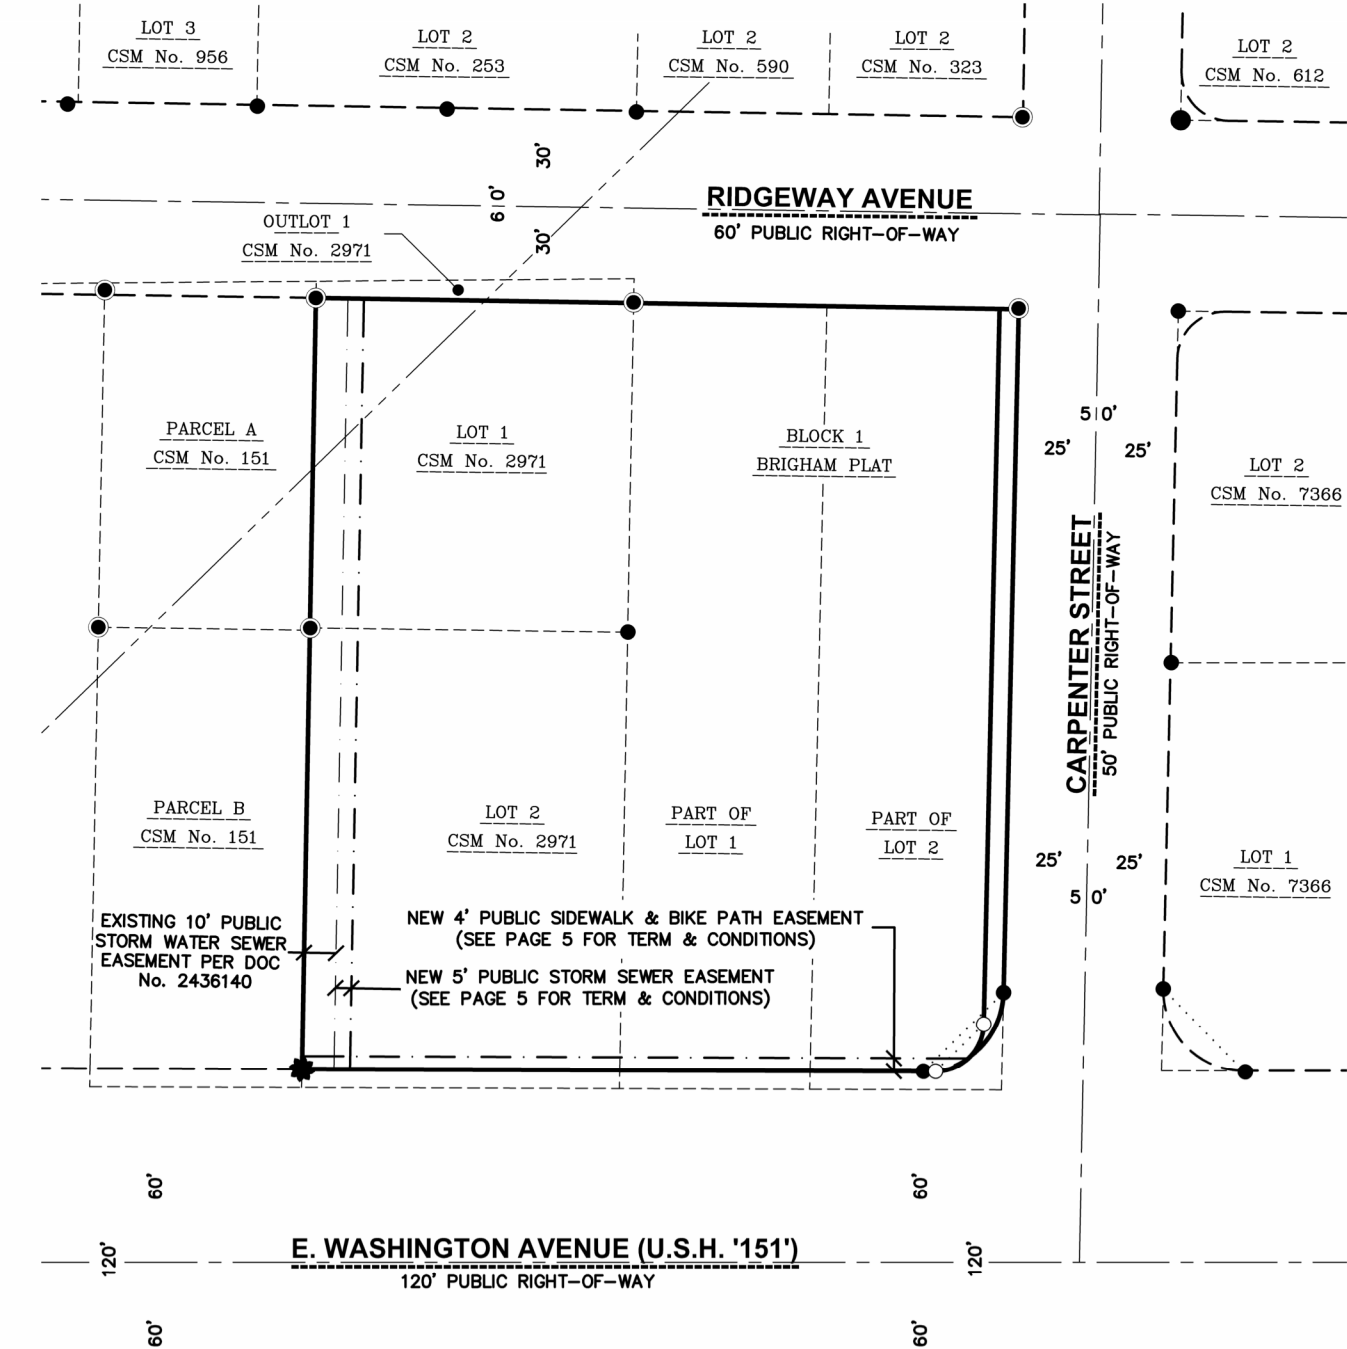 LOT 3
CSM No. 956
LOT 2
CSM No. 253
LOT 2
CSM No. 590
LOT 2
CSM No. 323
LOT 2
CSM No. 612
30'
60'
30'
RIDGEWAY AVENUE
60' PUBLIC RIGHT-OF-WAY
OUTLOT 1
CSM No. 2971
PARCEL A
CSM No. 151
LOT 1
CSM No. 2971
BLOCK 1
BRIGHAM PLAT
50'
25'
25'
LOT 2
CSM No. 7366
CARPENTER STREET
50' PUBLIC RIGHT-OF-WAY
PARCEL B
CSM No. 151
LOT 2
CSM No. 2971
PART OF
LOT 1
PART OF
LOT 2
25'
25'
50'
LOT 1
CSM No. 7366
EXISTING 10' PUBLIC
STORM WATER SEWER
EASEMENT PER DOC
No. 2436140
NEW 4' PUBLIC SIDEWALK & BIKE PATH EASEMENT
(SEE PAGE 5 FOR TERM & CONDITIONS)
NEW 5' PUBLIC STORM SEWER EASEMENT
(SEE PAGE 5 FOR TERM & CONDITIONS)
60'
60'
120'
E. WASHINGTON AVENUE (U.S.H. '151')
120' PUBLIC RIGHT-OF-WAY
120'
60'
60'